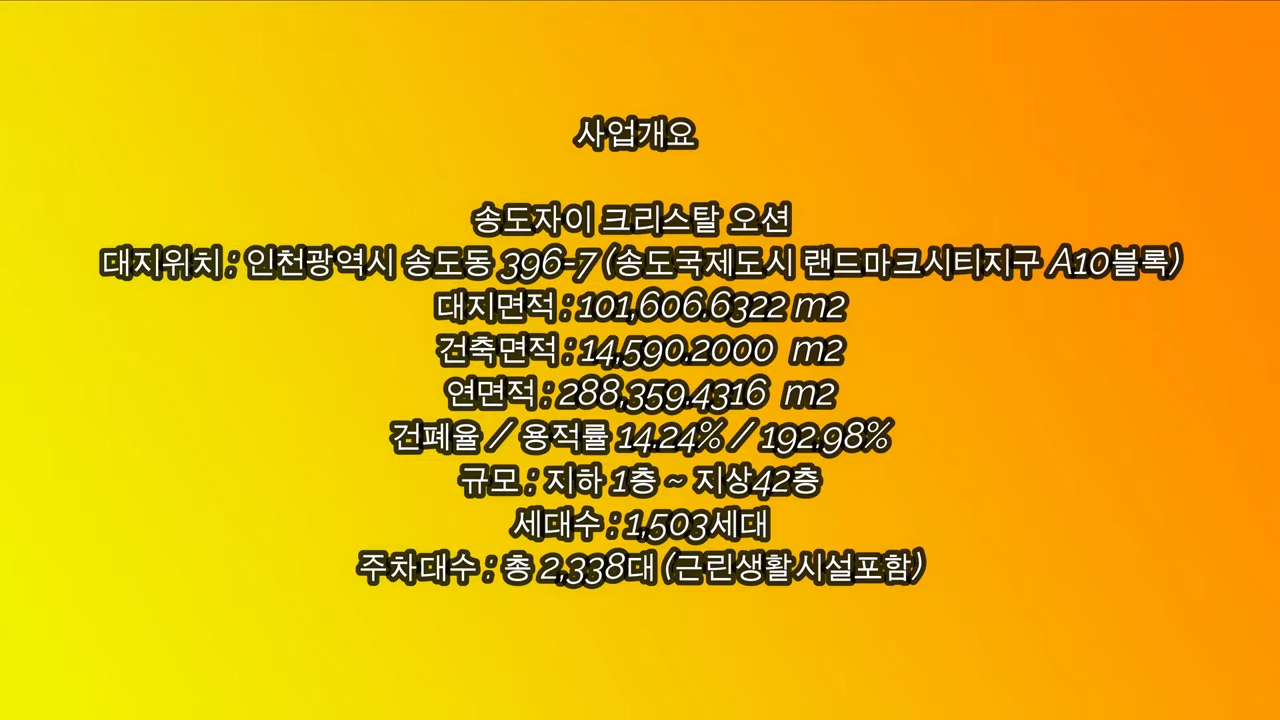 사업개요
송도자이 크리스탈 오션
대지위치 : 인천광역시 송도동 396-7 (송도국제도시 랜드마크시티지구 A10블록)
대지면적 : 101,606.6322 m2
건축면적 : 14,590.2000 m2
연면적 : 288,359.4316 m2
건폐율 / 용적률 14.24% / 192.98%
규모 : 지하 1층 ~ 지상42층
세대수 : 1,503세대
주차대수 : 총 2,338대 (근린생활시설포함)